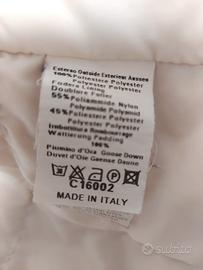 Esterno Outside Exterieur Aussen
100% Poliestere Polyester
Polyester Polyester
Fodera Lining
Doublure Futter
55% Poliammide Nylon
Polyamide Polyamid
45% Poliestere Polyester
Polyester Polyester
Imbottitura Rembourrage
Wattierung Padding
100%
Piumino d'Oca Goose Down
Duvet d'Oie Gaense Daune
P
C16002
MADE IN ITALY
subito